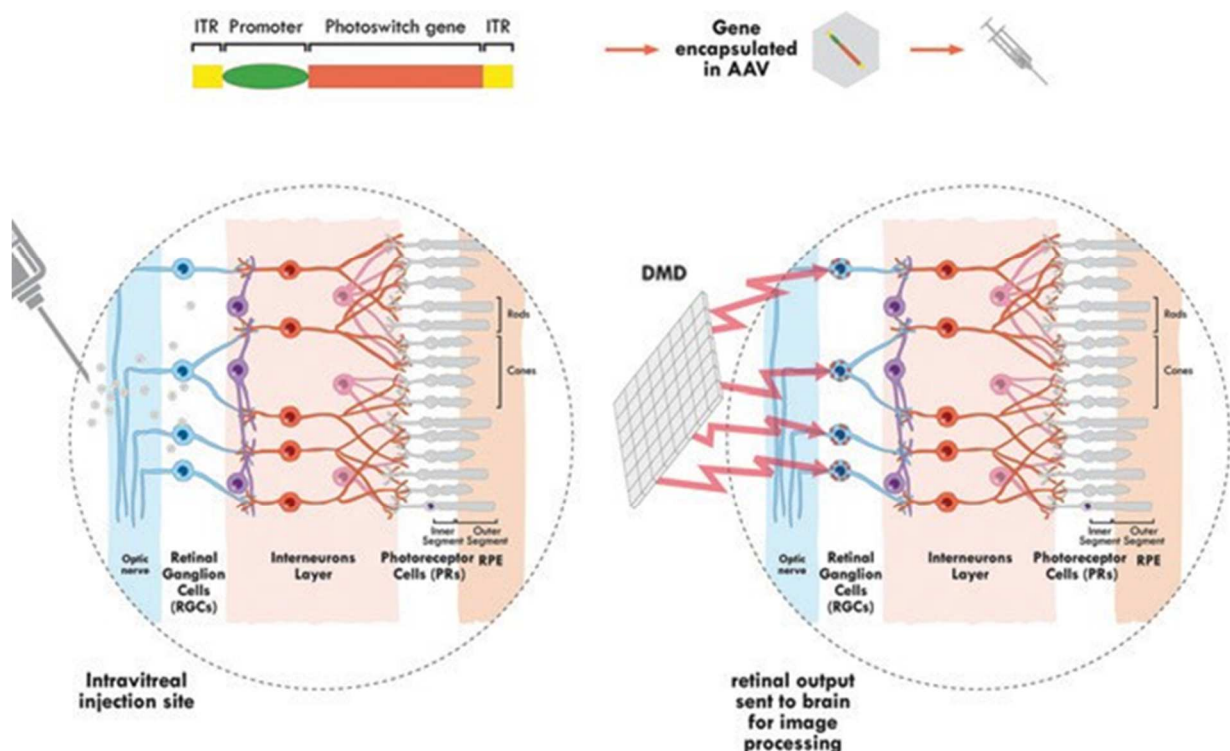 ITR Promoter Photoswitch gene ITR
Gene
encapsulated
in AAV
Rods
Cones
Inner
Segment
Outer
Segment
Optic
nerve
Retinal
Ganglion
Cells
(RGCs)
Interneurons
Layer
Photoreceptor
Cells (PRs)
RPE
Intravitreal
injection site
DMD
Rods
Cones
Inner
Segment
Outer
Segment
Optic
nerve
Retinal
Ganglion
Cells
(RGCs)
Interneurons
Layer
Photoreceptor
Cells (PRs)
RPE
retinal output
sent to brain
for image
processing